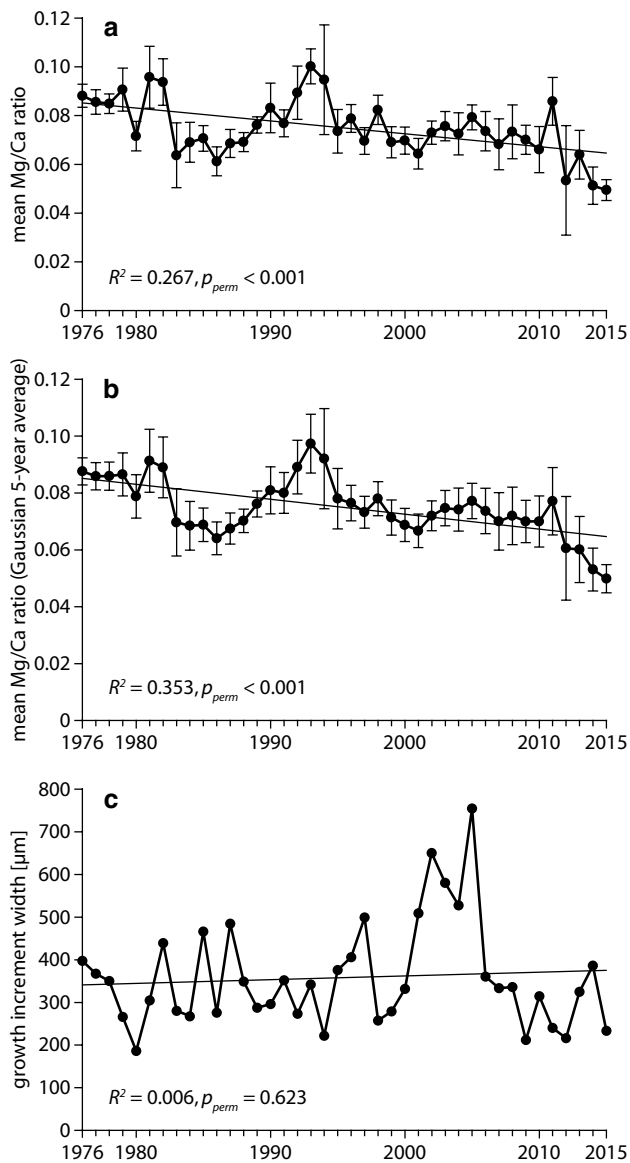 a
mean Mg/Ca ratio
0.12
0.10
0.08
0.06
0.04
0.02
0
R² = 0.267, p_perm < 0.001
1976 1980 1990 2000 2010 2015
b
mean Mg/Ca ratio (Gaussian 5-year average)
0.12
0.10
0.08
0.06
0.04
0.02
0
R² = 0.353, p_perm < 0.001
1976 1980 1990 2000 2010 2015
c
growth increment width [µm]
800
700
600
500
400
300
200
100
0
R² = 0.006, p_perm = 0.623
1976 1980 1990 2000 2010 2015